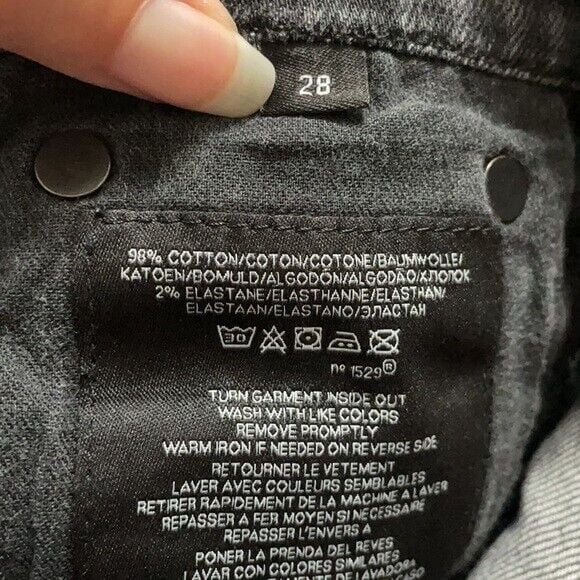 28
98% COTTON/COTON/COTONE/BAUMWOLLE/
KATOEN/BOMULD/ALGODÓN/ALGODÃO/ХЛОПОК
2% ELASTANE/ELASTHANNE/ELASTHAN/
ELASTAAN/ELASTANO/ЭЛАСТАН
30
nº 1529®
TURN GARMENT INSIDE OUT
WASH WITH LIKE COLORS
REMOVE PROMPTLY
WARM IRON IF NEEDED ON REVERSE SIDE
RETOURNER LE VETEMENT
LAVER AVEC COULEURS SEMBLABLES
RETIRER RAPIDEMENT DE LA MACHINE A LAVER
REPASSER A FER MOYEN SI NECESSAIRE
REPASSER L'ENVERS A
PONER LA PRENDA DEL REVES
LAVAR CON COLORES SIMILARES
DE LAVADORA